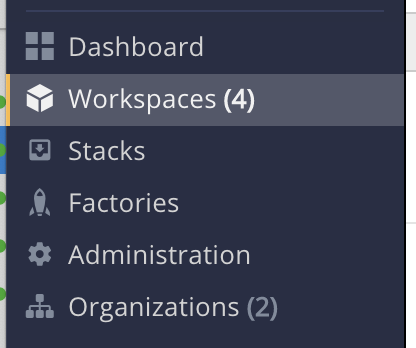 Dashboard
Workspaces (4)
Stacks
Factories
Administration
Organizations (2)